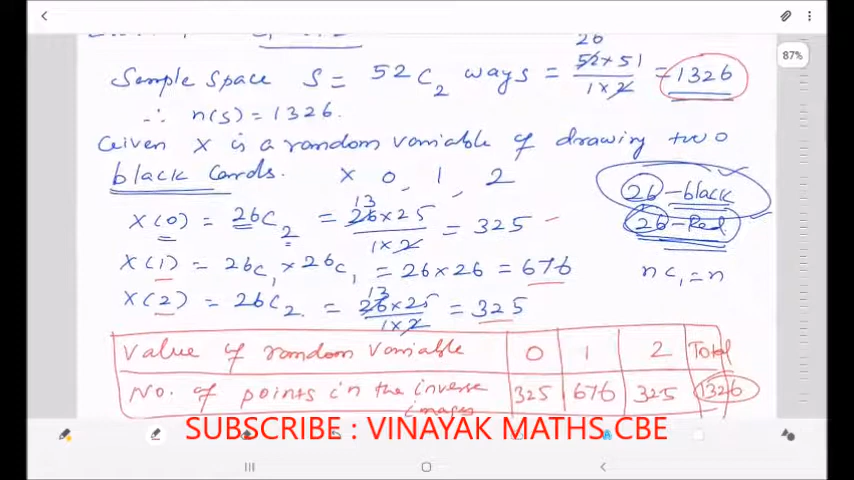 87%
26
Sample Space S = 52C2 ways = 52 x 51 / 1 x 2 = 1326
∴ n(s) = 1326.
Given X is a random variable of drawing two
black Cards. X 0, 1, 2
26 - black
X(0) = 26C2 = 13 26 x 25 / 1 x 2 = 325
26 - Red.
X(1) = 26C1 x 26C1 = 26 x 26 = 676
nC1 = n
X(2) = 26C2. = 13 26 x 25 / 1 x 2 = 325
Value of random variable 0 1 2 Total
No. of points in the inverse images 325 676 325 1326
SUBSCRIBE : VINAYAK MATHS CBE